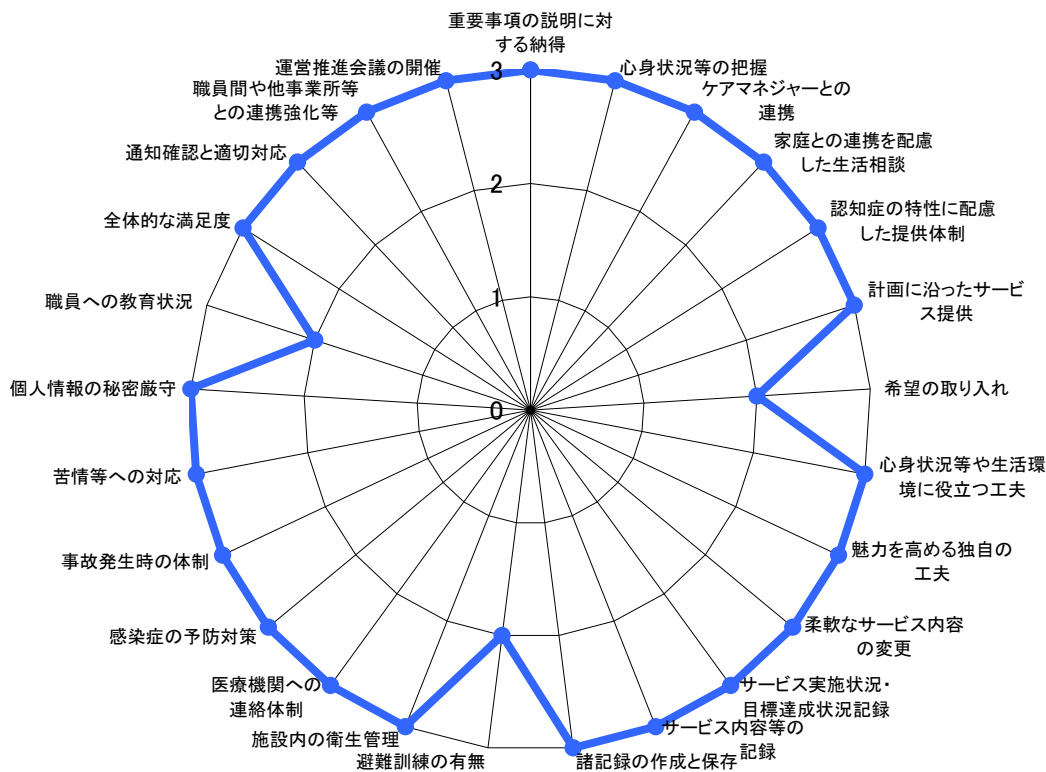 重要事項の説明に対
する納得
心身状況等の把握
ケアマネジャーとの
連携
家庭との連携を配慮
した生活相談
認知症の特性に配慮
した提供体制
計画に沿ったサービ
ス提供
希望の取り入れ
心身状況等や生活環
境に役立つ工夫
魅力を高める独自の
工夫
柔軟なサービス内容
の変更
サービス実施状況・
目標達成状況記録
サービス内容等の
記録
諸記録の作成と保存
避難訓練の有無
施設内の衛生管理
医療機関への
連絡体制
感染症の予防対策
事故発生時の体制
苦情等への対応
個人情報の秘密厳守
職員への教育状況
全体的な満足度
通知確認と適切対応
職員間や他事業所等
との連携強化等
運営推進会議の開催
3
2
1
0